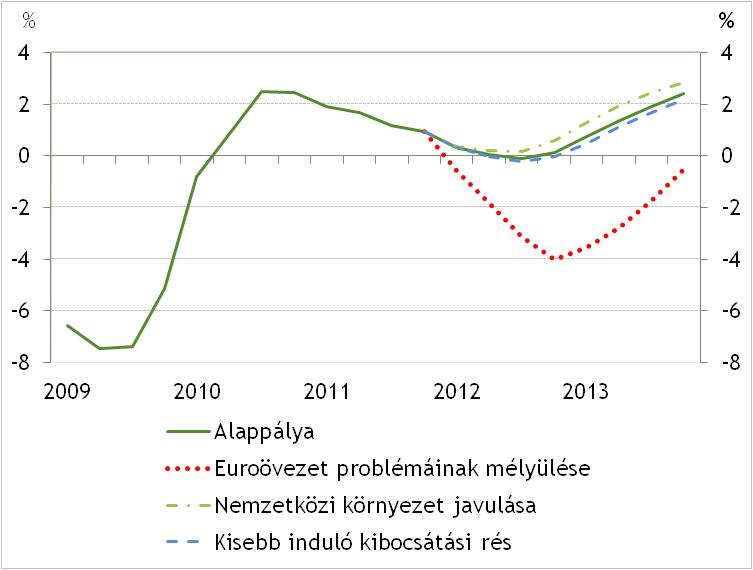 % %
4 4
2 2
0 0
-2 -2
-4 -4
-6 -6
-8 -8
2009 2010 2011 2012 2013
Alappálya
Euroövezet problémáinak mélyülése
Nemzetközi környezet javulása
Kisebb induló kibocsátási rés